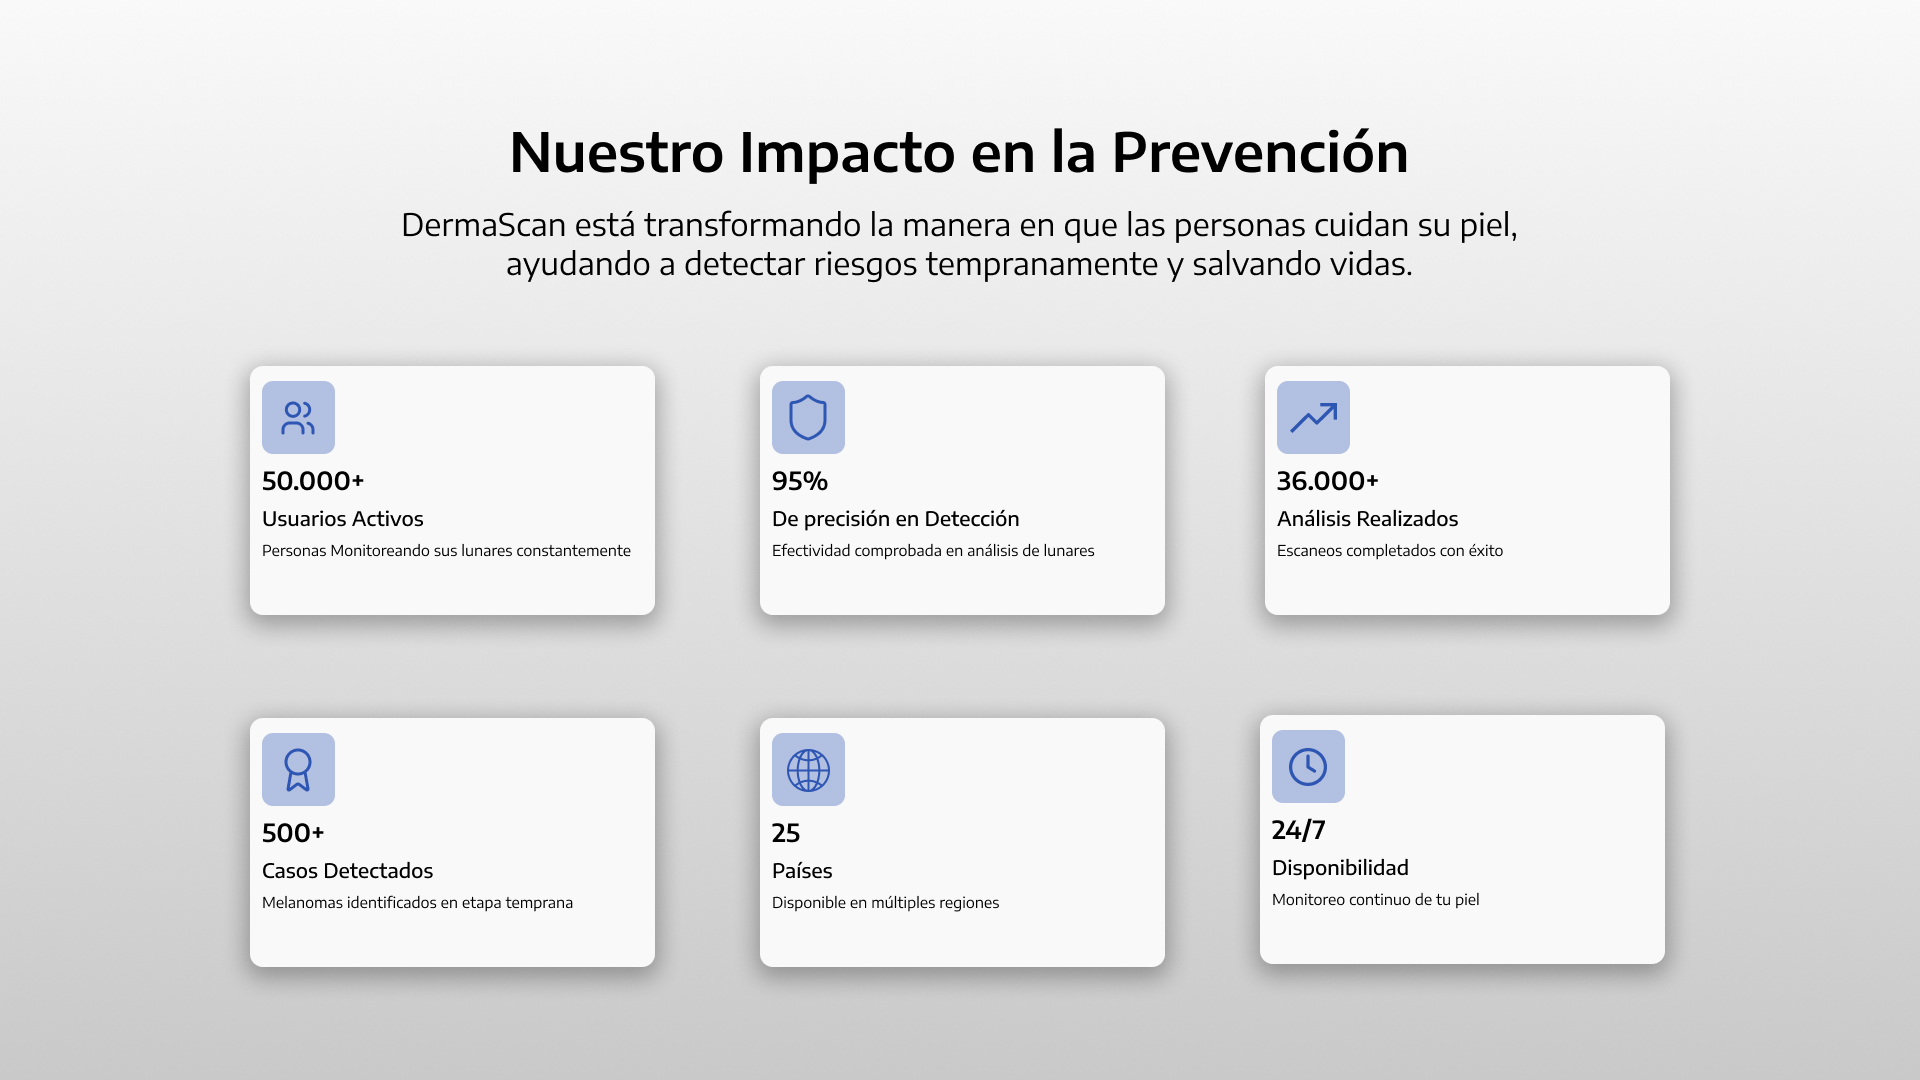 Nuestro Impacto en la Prevención
DermaScan está transformando la manera en que las personas cuidan su piel,
ayudando a detectar riesgos tempranamente y salvando vidas.
50.000+
Usuarios Activos
Personas Monitoreando sus lunares constantemente
95%
De precisión en Detección
Efectividad comprobada en análisis de lunares
36.000+
Análisis Realizados
Escaneos completados con éxito
500+
Casos Detectados
Melanomas identificados en etapa temprana
25
Países
Disponible en múltiples regiones
24/7
Disponibilidad
Monitoreo continuo de tu piel